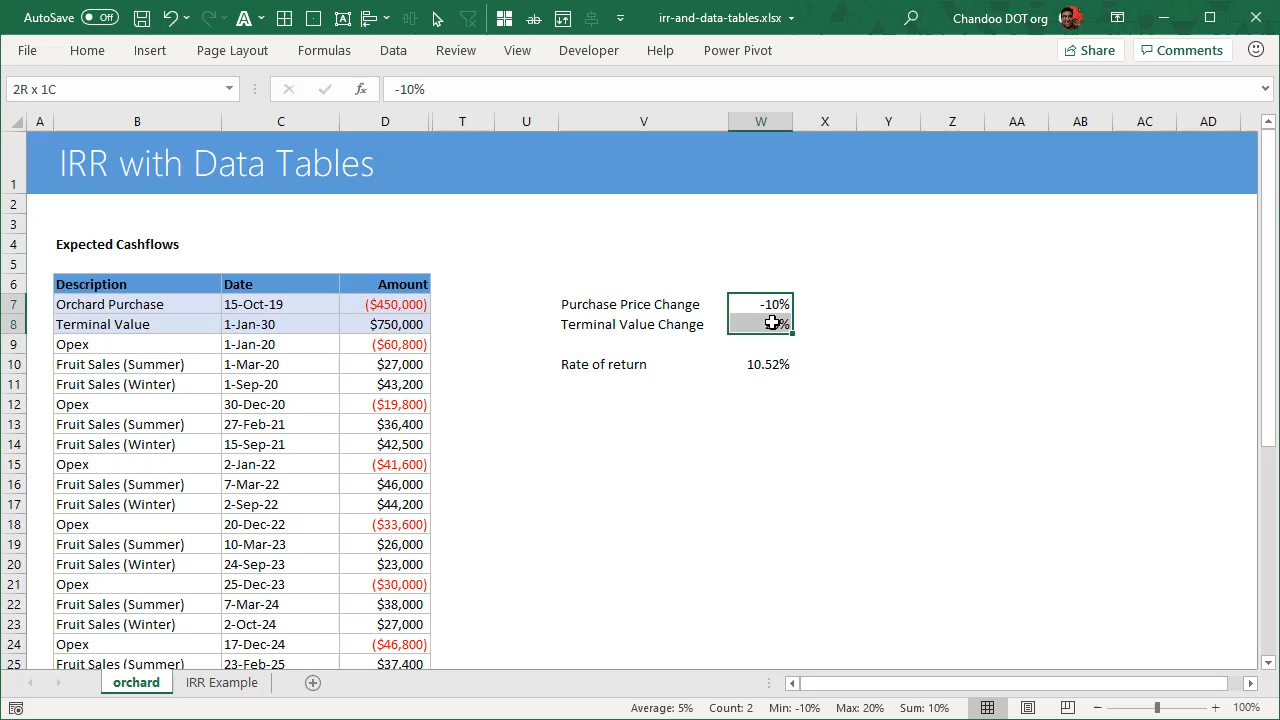 AutoSave Off irr-and-data-tables.xlsx Chandoo DOT org
File Home Insert Page Layout Formulas Data Review View Developer Help Power Pivot Share Comments
2R x 1C fx -10%
A B C D T U V W X Y Z AA AB AC AD
1 IRR with Data Tables
2
3
4 Expected Cashflows
5
6 Description Date Amount
7 Orchard Purchase 15-Oct-19 ($450,000) Purchase Price Change -10%
8 Terminal Value 1-Jan-30 $750,000 Terminal Value Change %
9 Opex 1-Jan-20 ($60,800)
10 Fruit Sales (Summer) 1-Mar-20 $27,000 Rate of return 10.52%
11 Fruit Sales (Winter) 1-Sep-20 $43,200
12 Opex 30-Dec-20 ($19,800)
13 Fruit Sales (Summer) 27-Feb-21 $36,400
14 Fruit Sales (Winter) 15-Sep-21 $42,500
15 Opex 2-Jan-22 ($41,600)
16 Fruit Sales (Summer) 7-Mar-22 $46,000
17 Fruit Sales (Winter) 2-Sep-22 $44,200
18 Opex 20-Dec-22 ($33,600)
19 Fruit Sales (Summer) 10-Mar-23 $26,000
20 Fruit Sales (Winter) 24-Sep-23 $23,000
21 Opex 25-Dec-23 ($30,000)
22 Fruit Sales (Summer) 7-Mar-24 $38,000
23 Fruit Sales (Winter) 2-Oct-24 $27,000
24 Opex 17-Dec-24 ($46,800)
25 Fruit Sales (Summer) 23-Feb-25 $37,400
orchard IRR Example
Average: 5% Count: 2 Min: -10% Max: 20% Sum: 10% 100%